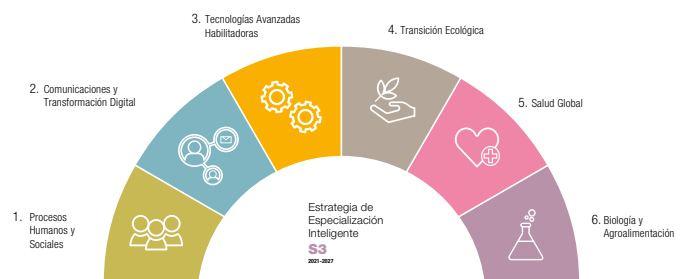 1. Procesos
Humanos y
Sociales
2. Comunicaciones y
Transformación Digital
3. Tecnologías Avanzadas
Habilitadoras
4. Transición Ecológica
5. Salud Global
6. Biología y
Agroalimentación
Estrategia de
Especialización
Inteligente
S3
2021-2027